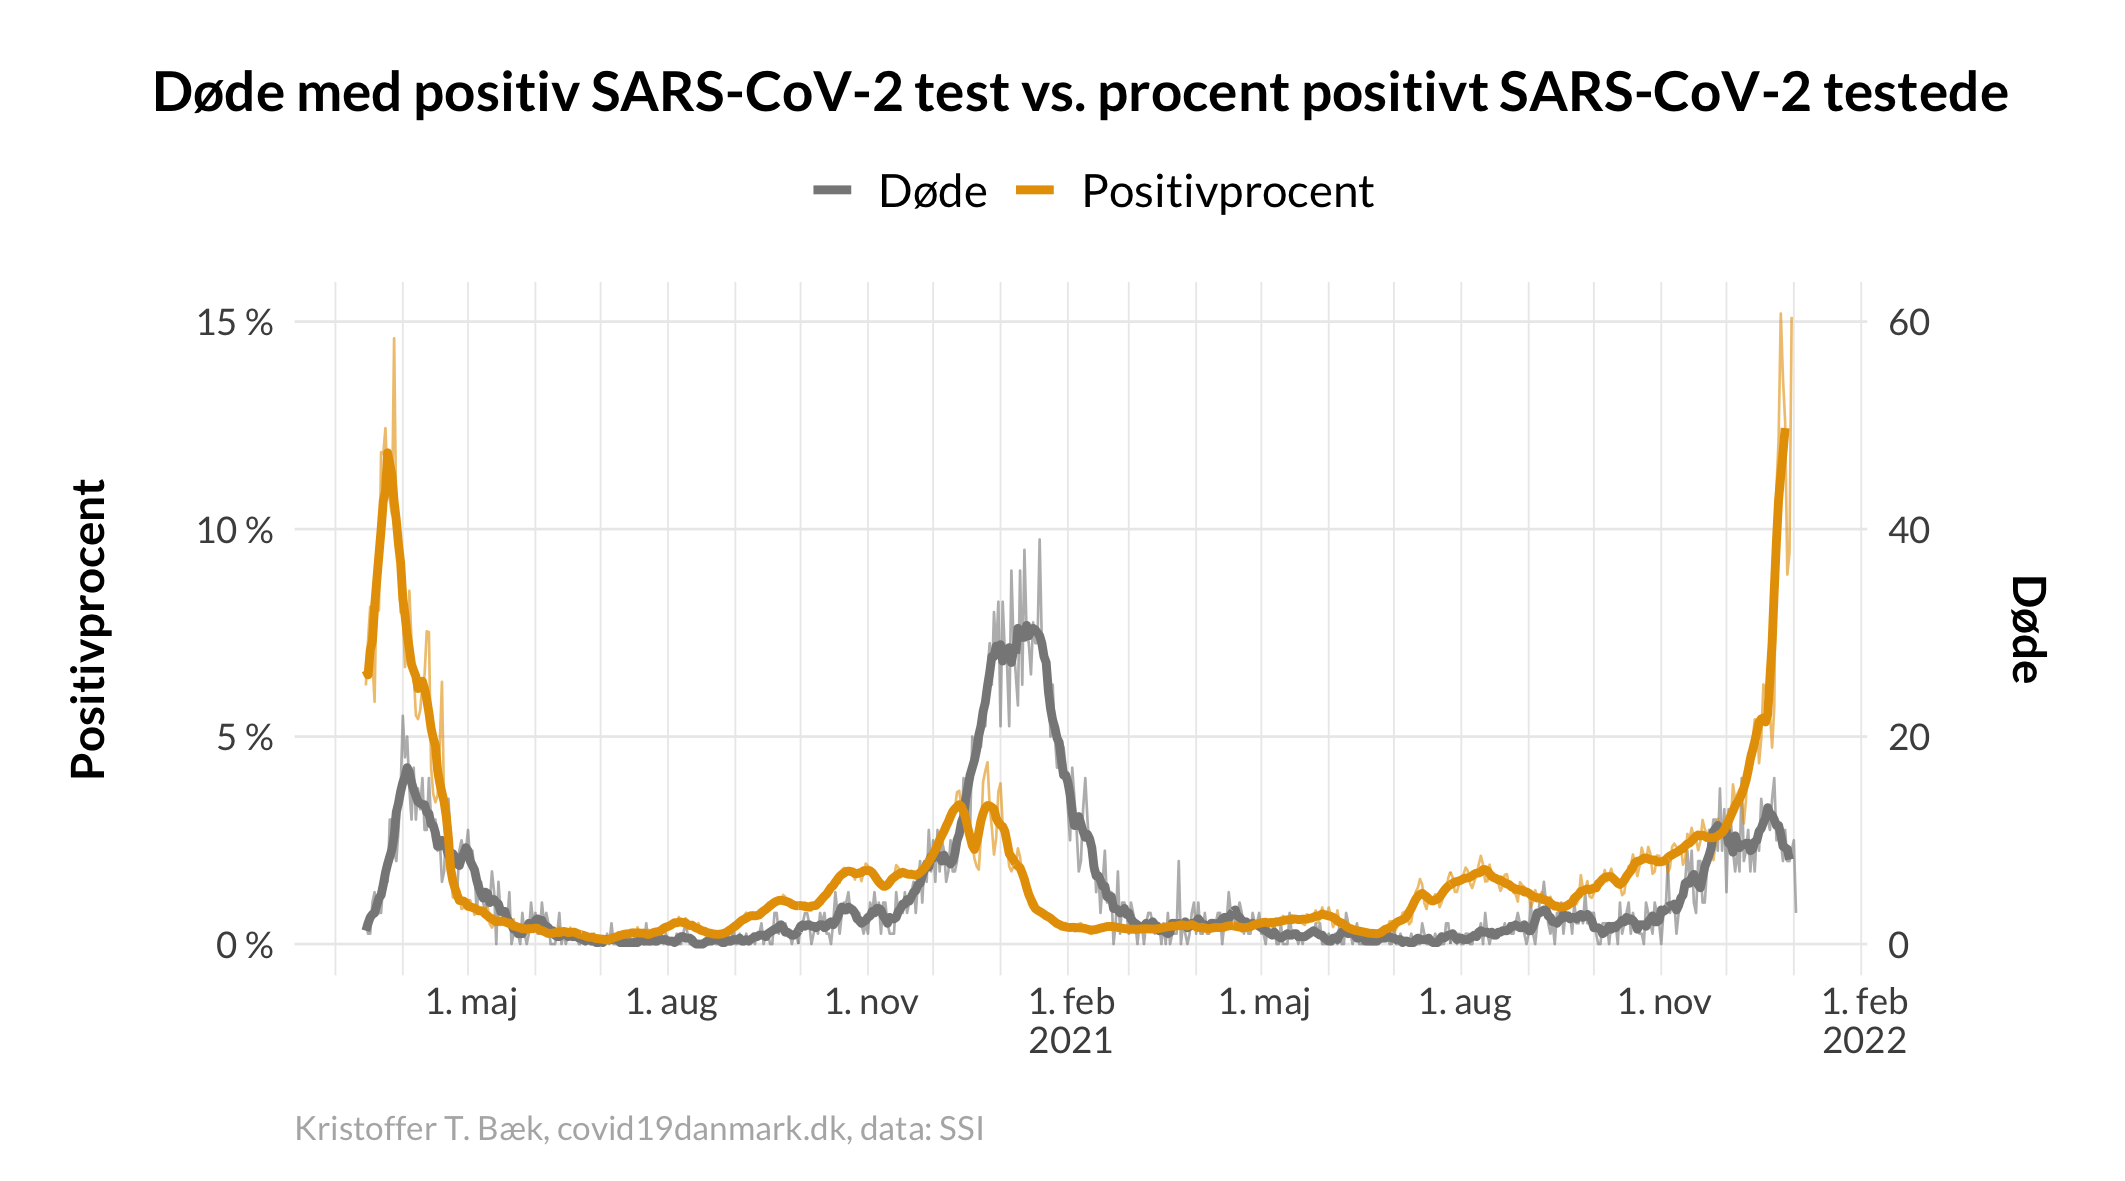 Døde med positiv SARS-CoV-2 test vs. procent positivt SARS-CoV-2 testede
Døde Positivprocent
15 % 60
10 % 40
5 % 20
0 % 0
Positivprocent
Døde
1. maj 1. aug 1. nov 1. feb 1. maj 1. aug 1. nov 1. feb
2021 2022
Kristoffer T. Bæk, covid19danmark.dk, data: SSI